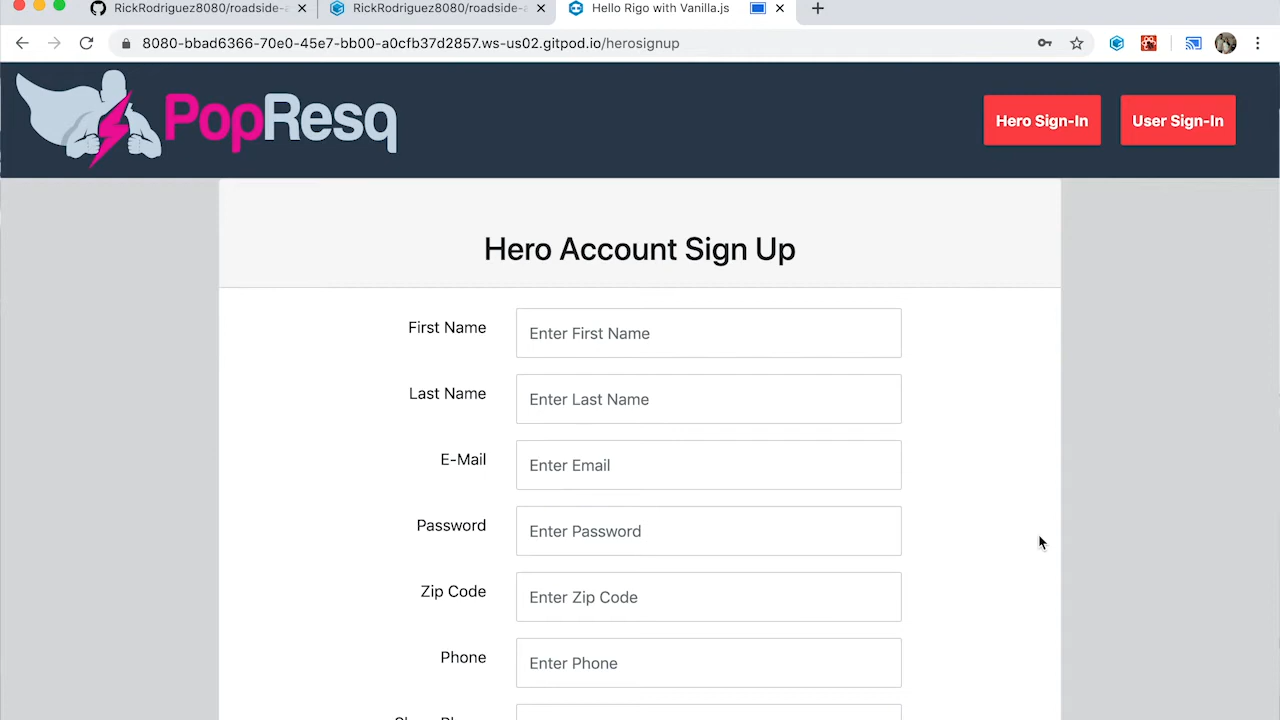 RickRodriguez8080/roadside-a
RickRodriguez8080/roadside-
Hello Rigo with Vanilla.js
8080-bbad6366-70e0-45e7-bb00-a0cfb37d2857.ws-us02.gitpod.io/herosignup
PopResq
Hero Sign-In
User Sign-In
Hero Account Sign Up
First Name
Enter First Name
Last Name
Enter Last Name
E-Mail
Enter Email
Password
Enter Password
Zip Code
Enter Zip Code
Phone
Enter Phone